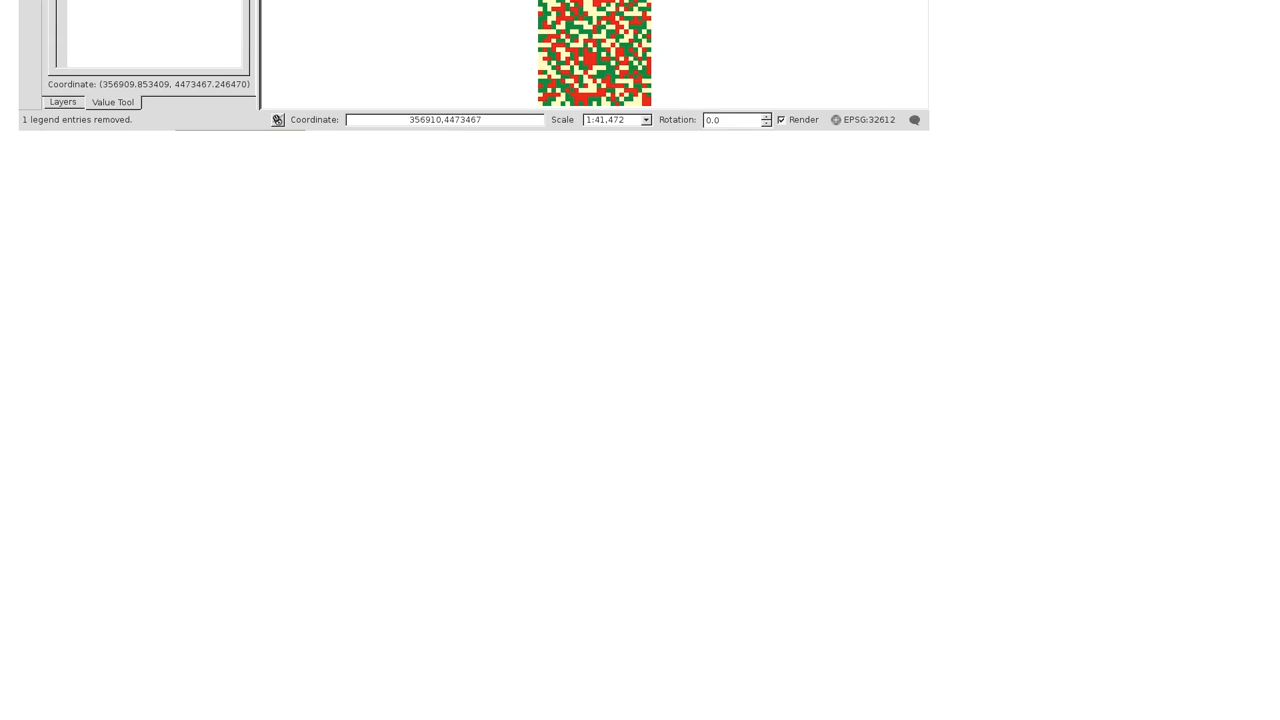 Coordinate: (356909.853409, 4473467.246470)
Layers Value Tool
1 legend entries removed. Coordinate: 356910,4473467 Scale 1:41,472 Rotation: 0.0 Render EPSG:32612